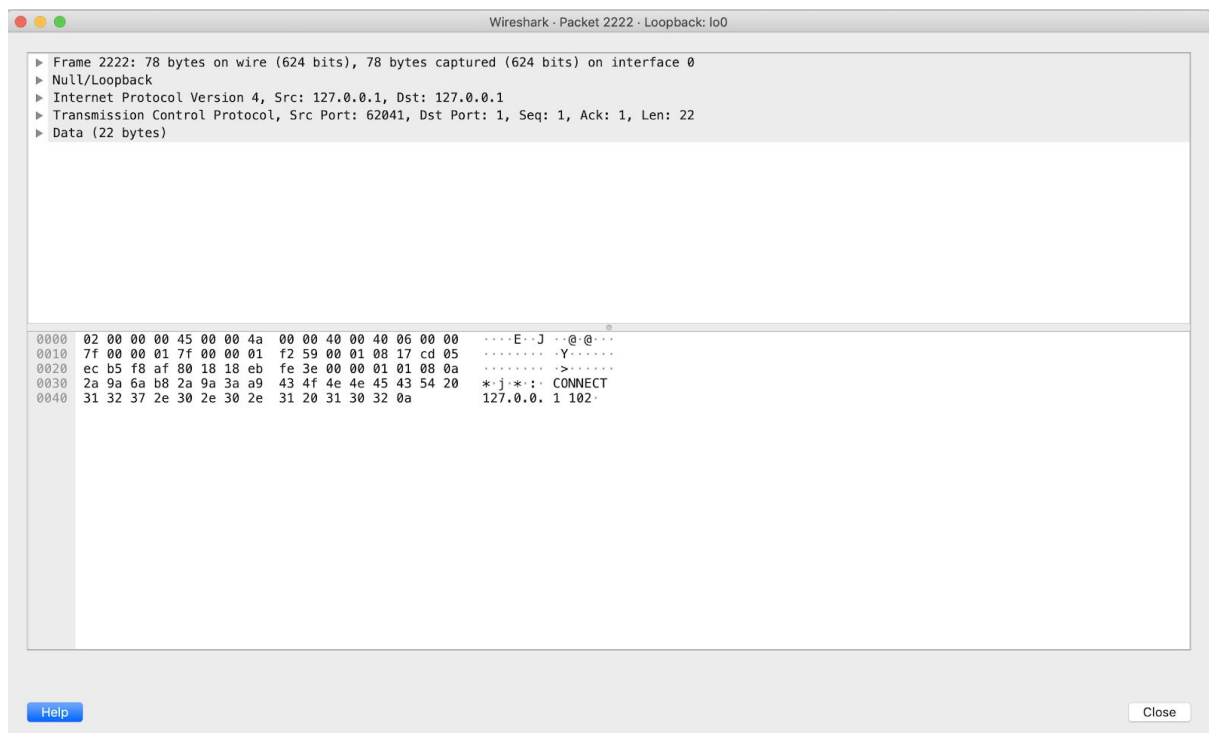 Wireshark · Packet 2222 · Loopback: lo0
Frame 2222: 78 bytes on wire (624 bits), 78 bytes captured (624 bits) on interface 0
Null/Loopback
Internet Protocol Version 4, Src: 127.0.0.1, Dst: 127.0.0.1
Transmission Control Protocol, Src Port: 62041, Dst Port: 1, Seq: 1, Ack: 1, Len: 22
Data (22 bytes)
0000 02 00 00 00 45 00 00 4a 00 00 40 00 40 06 00 00 ····E··J ··@·@···
0010 7f 00 00 01 7f 00 00 01 f2 59 00 01 08 17 cd 05 ········ ·Y······
0020 ec b5 f8 af 80 18 18 eb fe 3e 00 00 01 01 08 0a ········ ·>······
0030 2a 9a 6a b8 2a 9a 3a a9 43 4f 4e 4e 45 43 54 20 *·j·*·:· CONNECT
0040 31 32 37 2e 30 2e 30 2e 31 20 31 30 32 0a 127.0.0. 1 102·
Help
Close